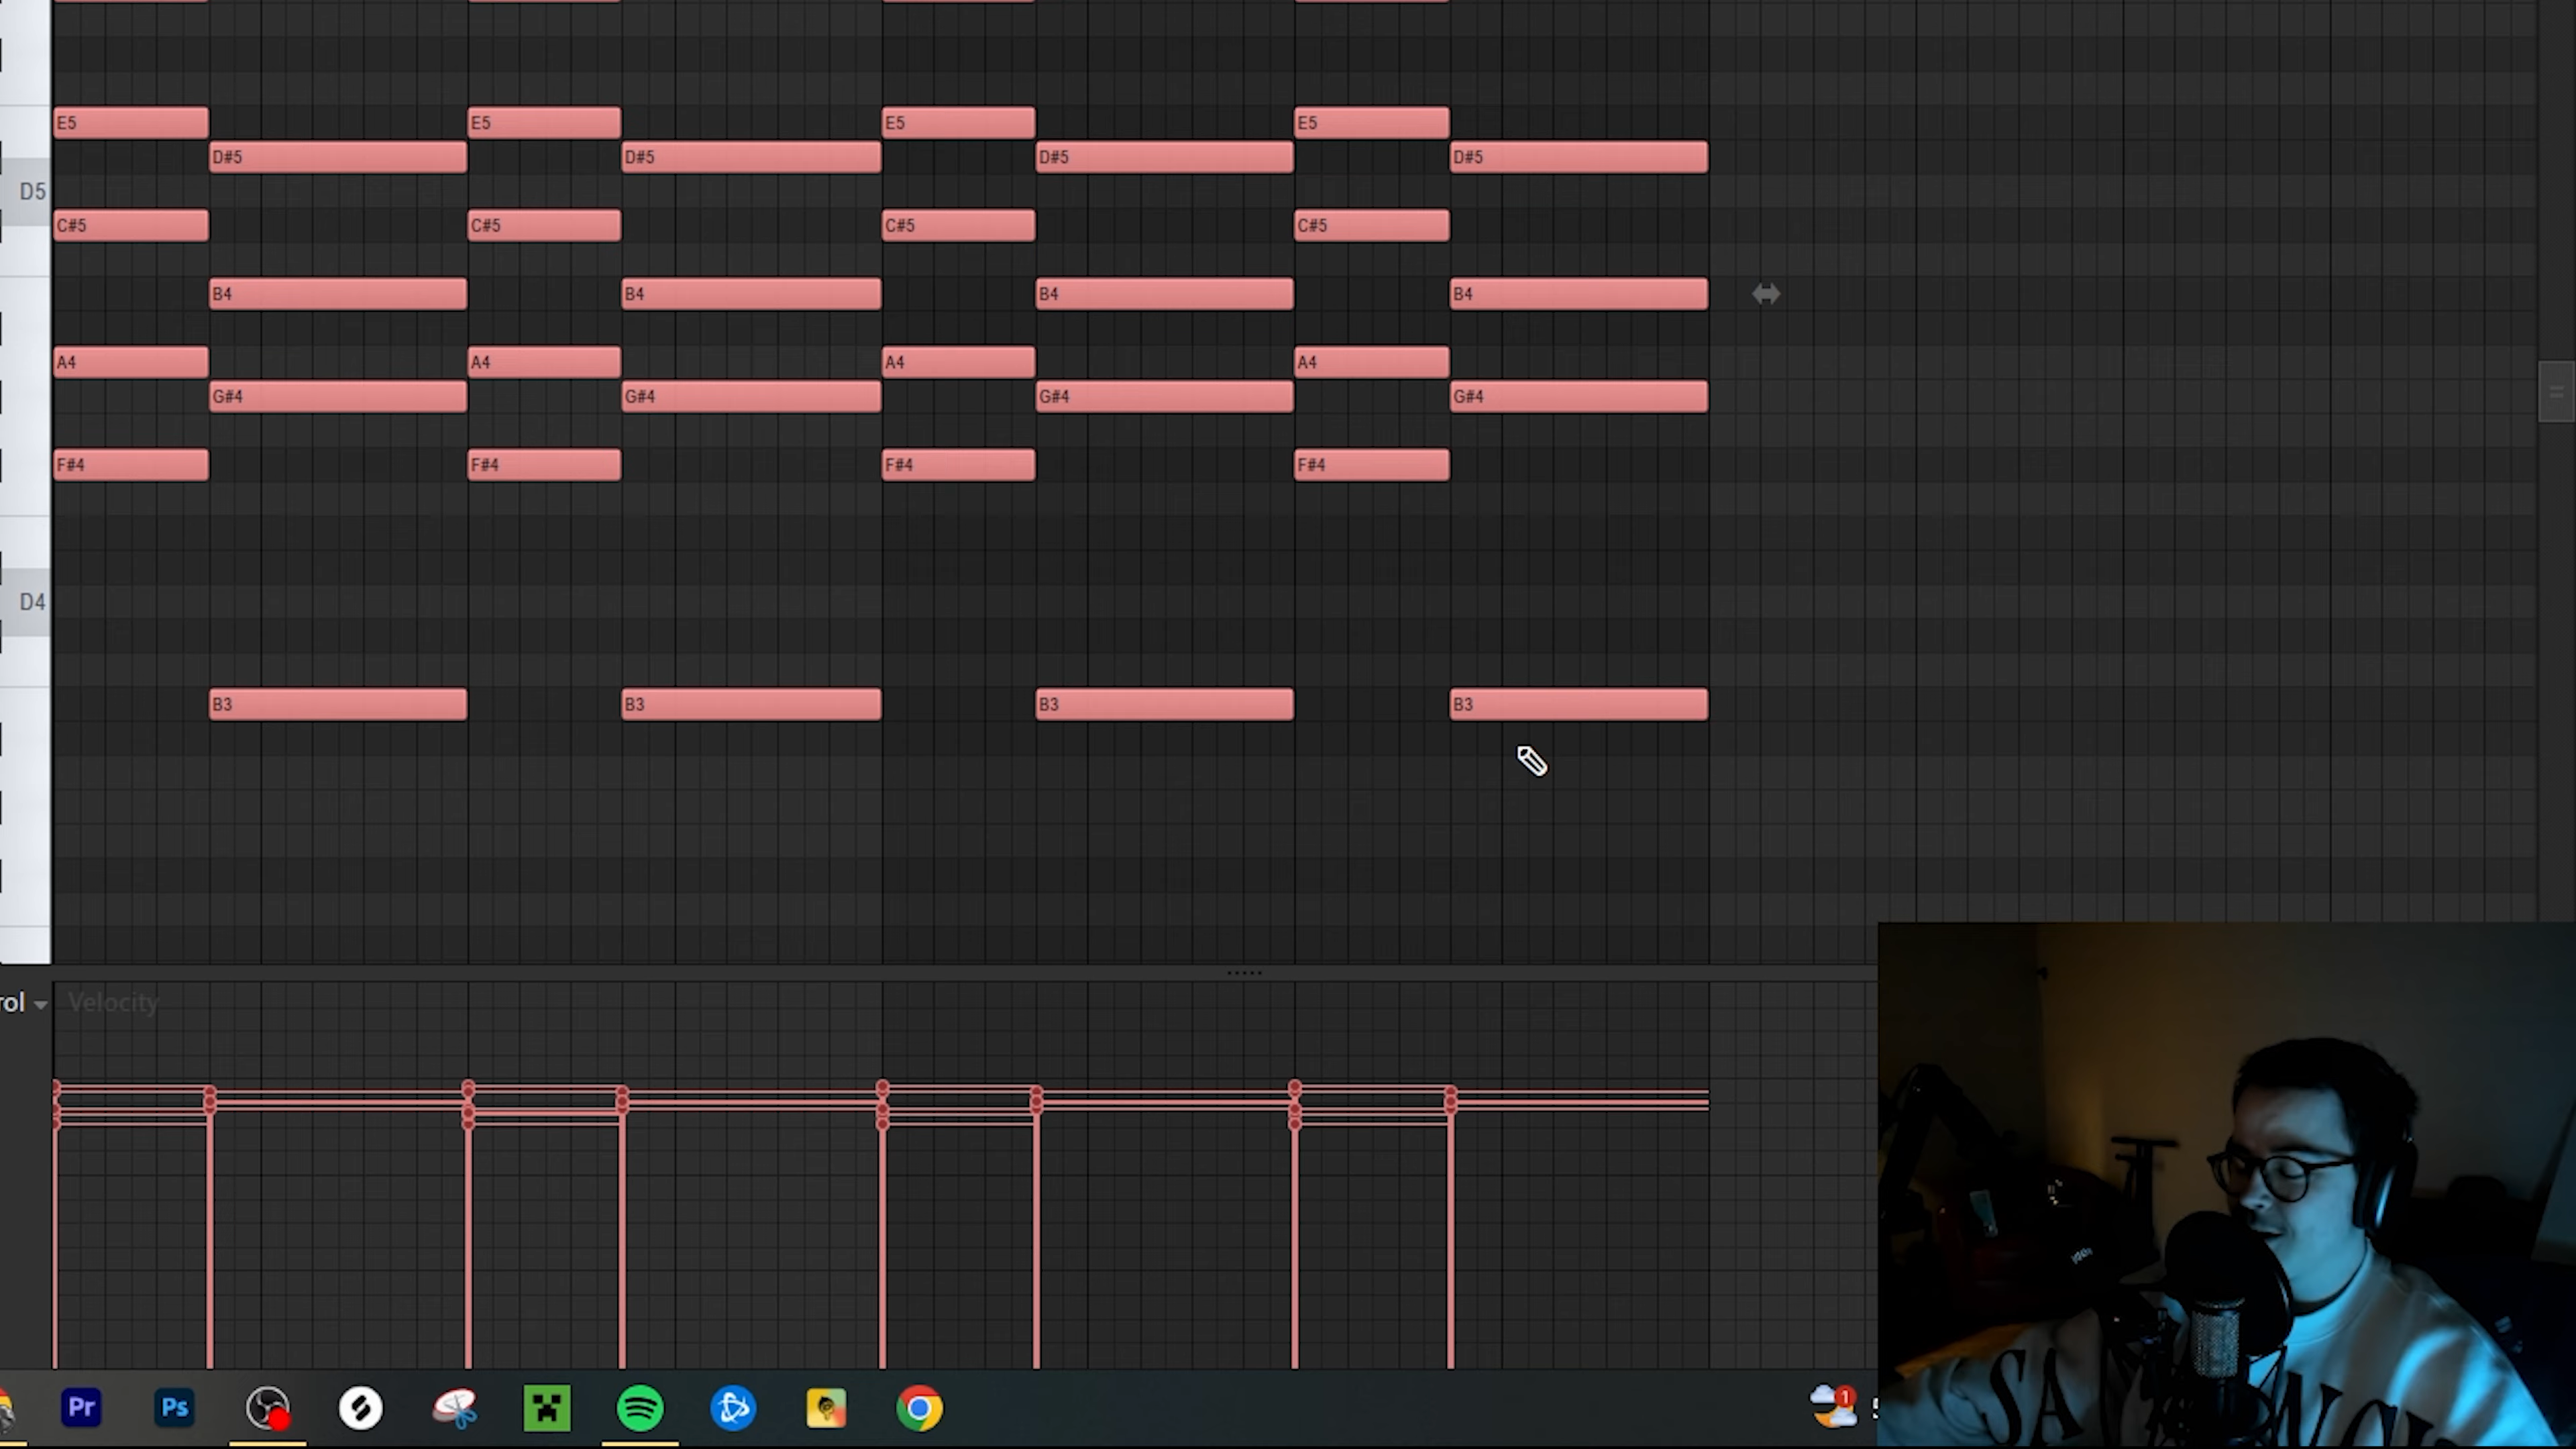 E5 E5 E5 E5
D#5 D#5 D#5 D#5
D5
C#5 C#5 C#5 C#5
B4 B4 B4 B4
A4 A4 A4 A4
G#4 G#4 G#4 G#4
F#4 F#4 F#4 F#4
D4
B3 B3 B3 B3
rol Velocity
Pr Ps 1